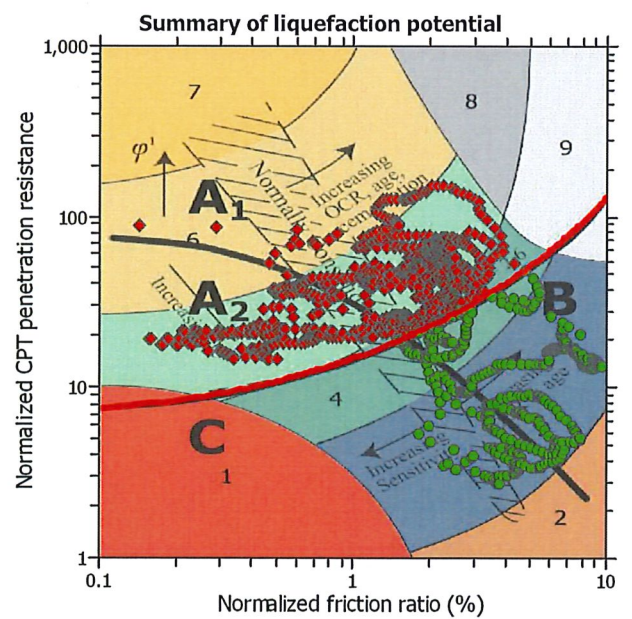 Summary of liquefaction potential
Normalized CPT penetration resistance
1,000
100
10
1
7
8
9
φ'
A1
Increasing
OCR, age,
6
A2
B
4
C
age
Increasing
Sensitivity
1
2
0.1
1
10
Normalized friction ratio (%)